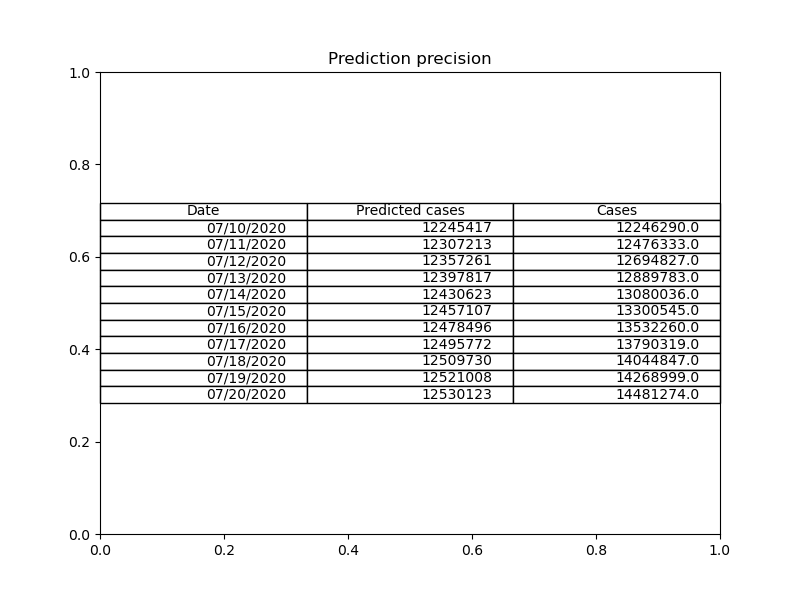 Prediction precision
1.0
0.8
Date Predicted cases Cases
07/10/2020 12245417 12246290.0
07/11/2020 12307213 12476333.0
0.6
07/12/2020 12357261 12694827.0
07/13/2020 12397817 12889783.0
07/14/2020 12430623 13080036.0
07/15/2020 12457107 13300545.0
07/16/2020 12478496 13532260.0
07/17/2020 12495772 13790319.0
0.4
07/18/2020 12509730 14044847.0
07/19/2020 12521008 14268999.0
07/20/2020 12530123 14481274.0
0.2
0.0
0.0 0.2 0.4 0.6 0.8 1.0